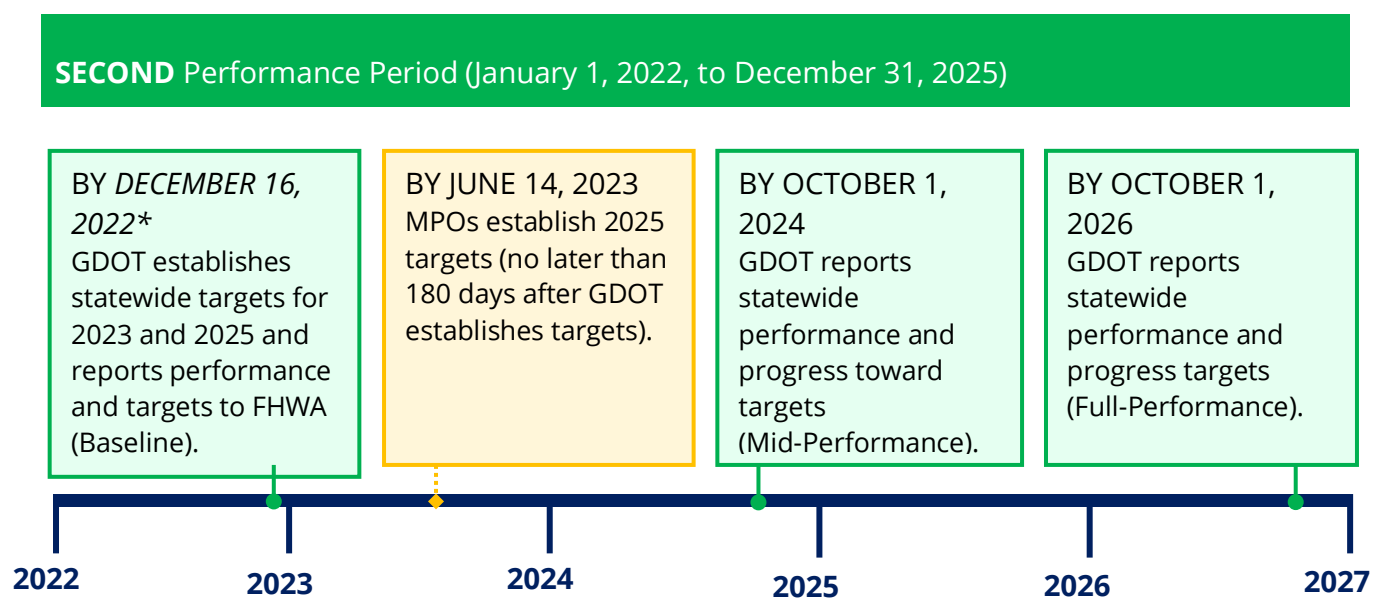 SECOND Performance Period (January 1, 2022, to December 31, 2025)
BY DECEMBER 16,
2022*
GDOT establishes
statewide targets for
2023 and 2025 and
reports performance
and targets to FHWA
(Baseline).
BY JUNE 14, 2023
MPOs establish 2025
targets (no later than
180 days after GDOT
establishes targets).
BY OCTOBER 1,
2024
GDOT reports
statewide
performance and
progress toward
targets
(Mid-Performance).
BY OCTOBER 1,
2026
GDOT reports
statewide
performance and
progress targets
(Full-Performance).
2022
2023
2024
2025
2026
2027